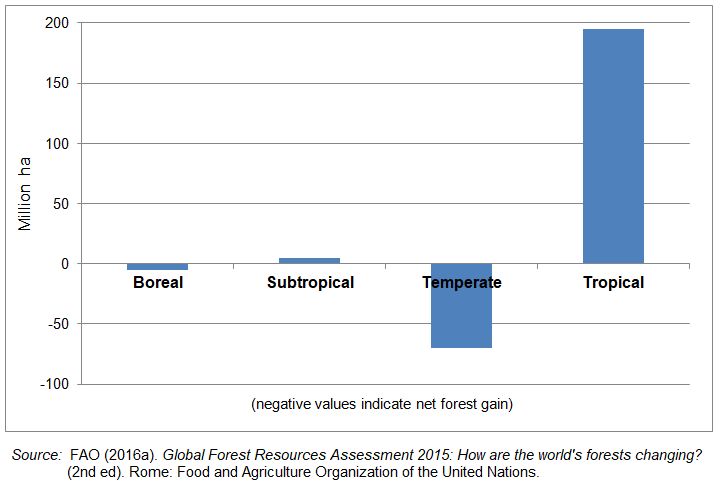 200
150
100
50
0
-50
-100
Million ha
Boreal Subtropical Temperate Tropical
(negative values indicate net forest gain)
Source: FAO (2016a). Global Forest Resources Assessment 2015: How are the world's forests changing?
(2nd ed). Rome: Food and Agriculture Organization of the United Nations.